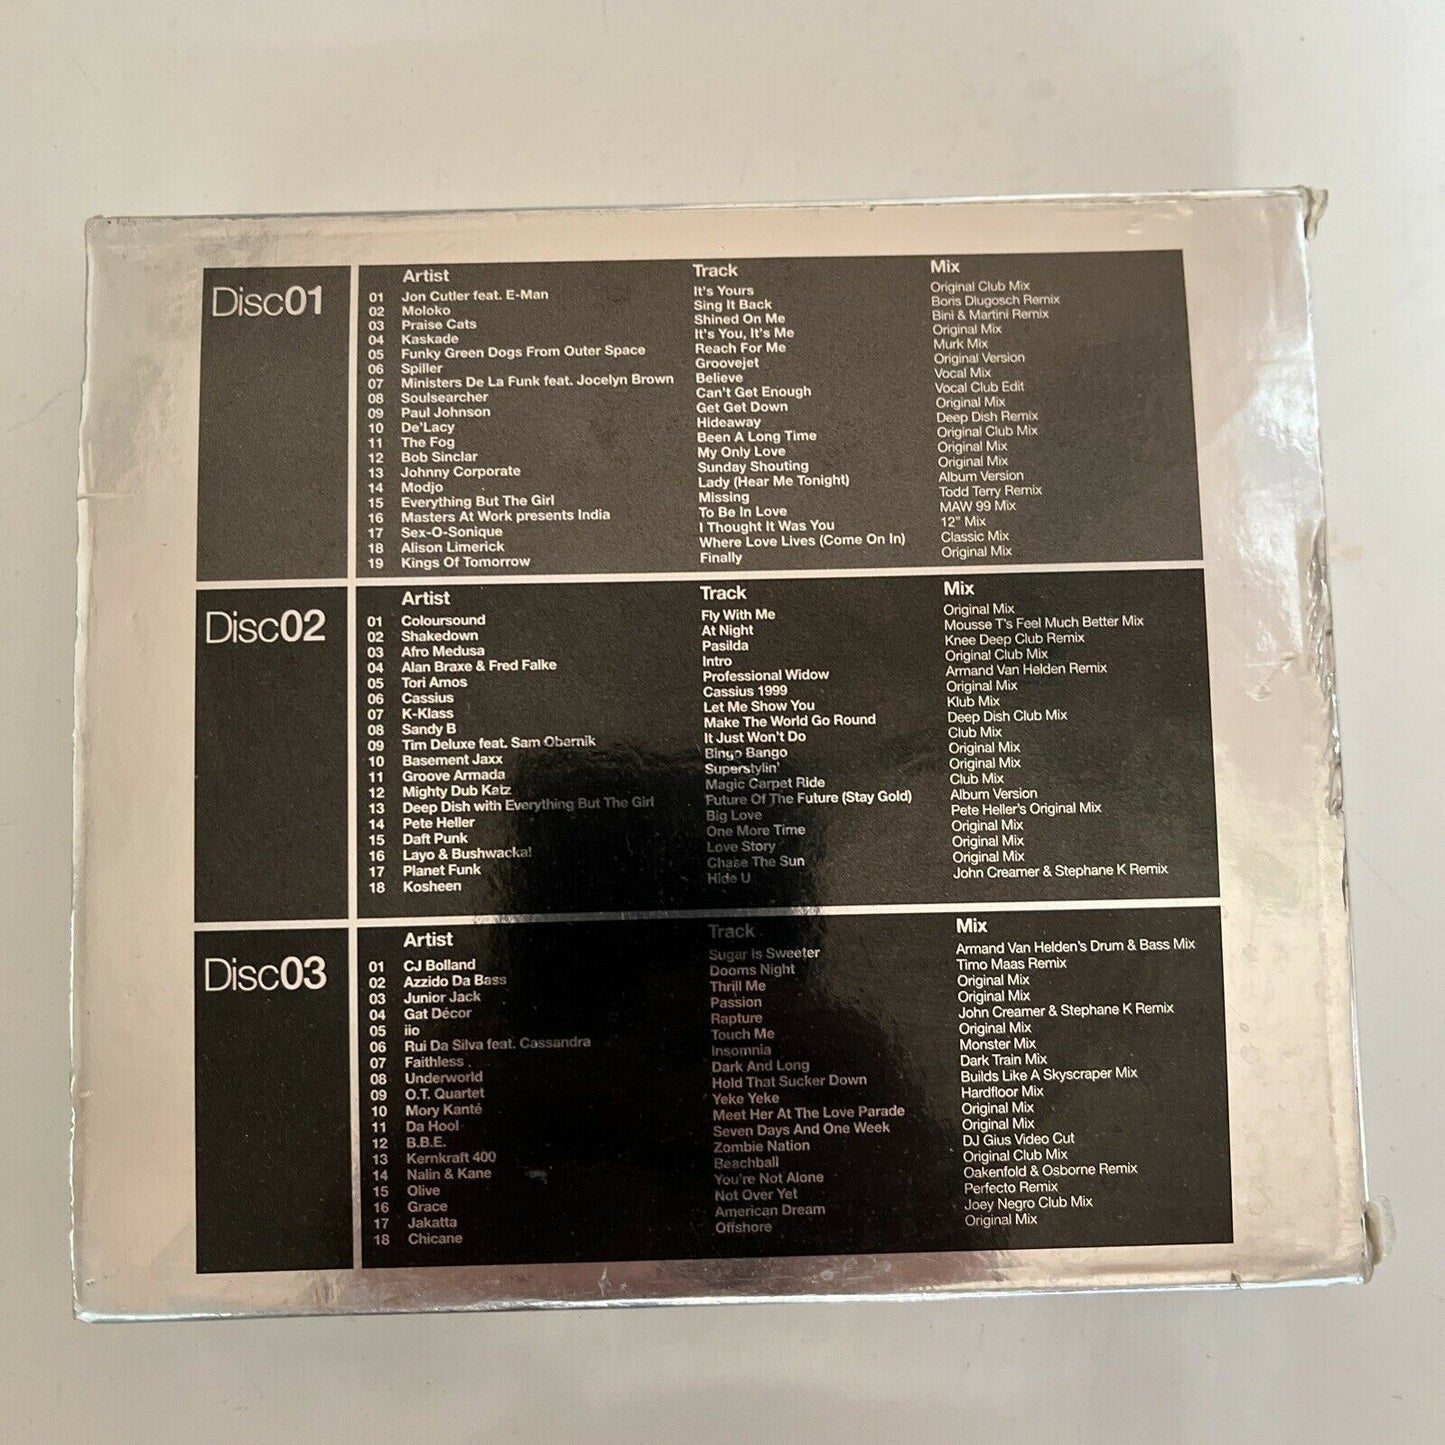 Disc01
Artist Track Mix
01 Jon Cutler feat. E-Man It's Yours Original Club Mix
02 Moloko Sing It Back Boris Dlugosch Remix
03 Praise Cats Shined On Me Bini & Martini Remix
04 Kaskade It's You, It's Me Original Mix
05 Funky Green Dogs From Outer Space Reach For Me Murk Mix
06 Spiller Groovejet Original Version
07 Ministers De La Funk feat. Jocelyn Brown Believe Vocal Mix
08 Soulsearcher Can't Get Enough Vocal Club Edit
09 Paul Johnson Get Get Down Original Mix
10 De'Lacy Hideaway Deep Dish Remix
11 The Fog Been A Long Time Original Club Mix
12 Bob Sinclar My Only Love Original Mix
13 Johnny Corporate Sunday Shouting Original Mix
14 Modjo Lady (Hear Me Tonight) Album Version
15 Everything But The Girl Missing Todd Terry Remix
16 Masters At Work presents India To Be In Love MAW 99 Mix
17 Sex-O-Sonique I Thought It Was You 12" Mix
18 Alison Limerick Where Love Lives (Come On In) Classic Mix
19 Kings Of Tomorrow Finally Original Mix
Disc02
Artist Track Mix
01 Coloursound Fly With Me Original Mix
02 Shakedown At Night Mousse T's Feel Much Better Mix
03 Afro Medusa Pasilda Knee Deep Club Remix
04 Alan Braxe & Fred Falke Intro Original Club Mix
05 Tori Amos Professional Widow Armand Van Helden Remix
06 Cassius Cassius 1999 Original Mix
07 K-Klass Let Me Show You Klub Mix
08 Sandy B Make The World Go Round Deep Dish Club Mix
09 Tim Deluxe feat. Sam Obernik It Just Won't Do Club Mix
10 Basement Jaxx Bingo Bango Original Mix
11 Groove Armada Superstylin' Original Mix
12 Mighty Dub Katz Magic Carpet Ride Club Mix
13 Deep Dish with Everything But The Girl Future Of The Future (Stay Gold) Album Version
14 Pete Heller Big Love Pete Heller's Original Mix
15 Daft Punk One More Time Original Mix
16 Layo & Bushwacka! Love Story Original Mix
17 Planet Funk Chase The Sun Original Mix
18 Kosheen Hide U John Creamer & Stephane K Remix
Disc03
Artist Track Mix
01 CJ Bolland Sugar Is Sweeter Armand Van Helden's Drum & Bass Mix
02 Azzido Da Bass Dooms Night Timo Maas Remix
03 Junior Jack Thrill Me Original Mix
04 Gat Décor Passion Original Mix
05 iio Rapture John Creamer & Stephane K Remix
06 Rui Da Silva feat. Cassandra Touch Me Original Mix
07 Faithless Insomnia Monster Mix
08 Underworld Dark And Long Dark Train Mix
09 O.T. Quartet Hold That Sucker Down Builds Like A Skyscraper Mix
10 Mory Kanté Yeke Yeke Hardfloor Mix
11 Da Hool Meet Her At The Love Parade Original Mix
12 B.B.E. Seven Days And One Week Original Mix
13 Kernkraft 400 Zombie Nation DJ Gius Video Cut
14 Nalin & Kane Beachball Original Club Mix
15 Olive You're Not Alone Oakenfold & Osborne Remix
16 Grace Not Over Yet Perfecto Remix
17 Jakatta American Dream Joey Negro Club Mix
18 Chicane Offshore Original Mix